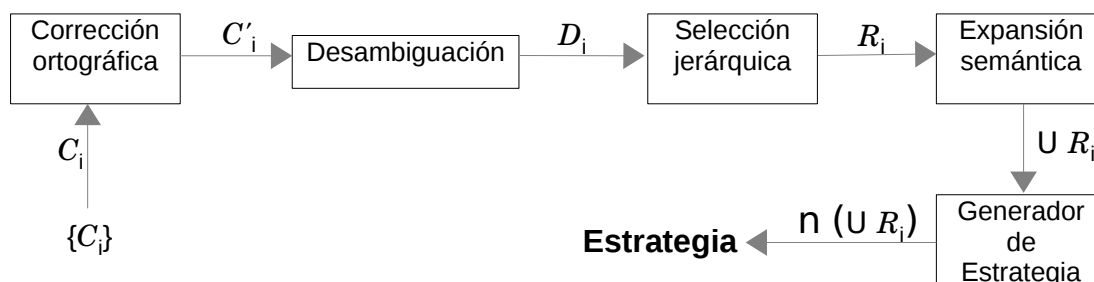 Corrección
ortográfica
C′i
Desambiguación
Di
Selección
jerárquica
Ri
Expansión
semántica
Ci
∪ Ri
{Ci}
Estrategia
n (∪ Ri)
Generador
de
Estrategia